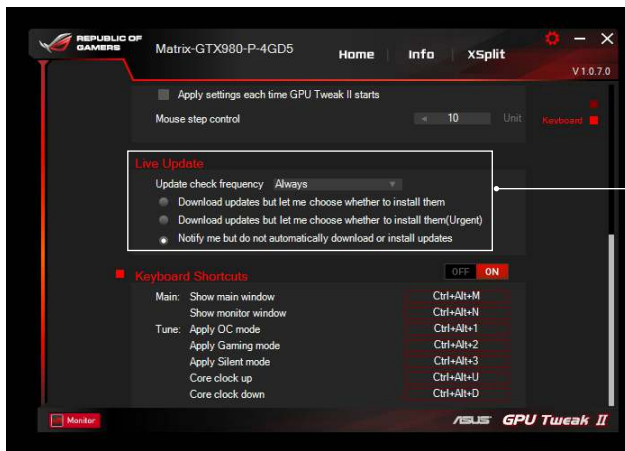 REPUBLIC OF
GAMERS
Matrix-GTX980-P-4GD5
Home
Info
XSplit
V 1.0.7.0
Apply settings each time GPU Tweak II starts
Mouse step control
10
Unit
Keyboard
Live Update
Update check frequency Always
Download updates but let me choose whether to install them
Download updates but let me choose whether to install them(Urgent)
Notify me but do not automatically download or install updates
Keyboard Shortcuts
OFF ON
Main: Show main window Ctrl+Alt+M
Show monitor window Ctrl+Alt+N
Tune: Apply OC mode Ctrl+Alt+1
Apply Gaming mode Ctrl+Alt+2
Apply Silent mode Ctrl+Alt+3
Core clock up Ctrl+Alt+U
Core clock down Ctrl+Alt+D
Monitor
ASUS GPU Tweak II